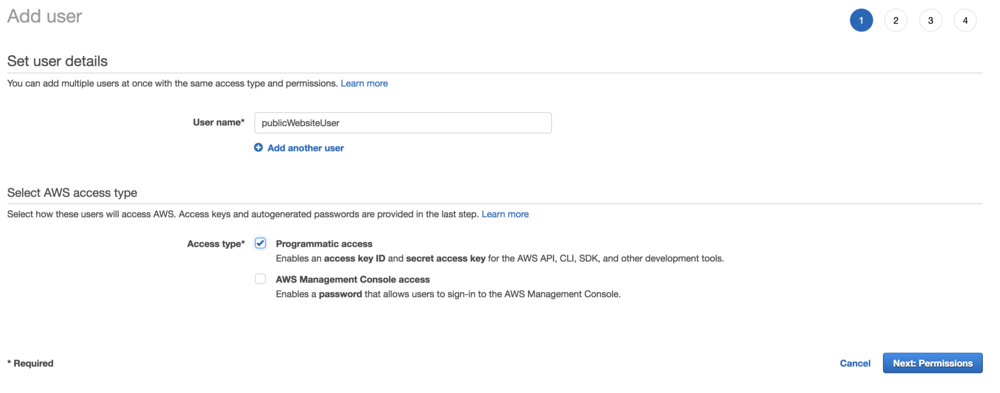 Add user
1 2 3 4
Set user details
You can add multiple users at once with the same access type and permissions. Learn more
User name* publicWebsiteUser
Add another user
Select AWS access type
Select how these users will access AWS. Access keys and autogenerated passwords are provided in the last step. Learn more
Access type* Programmatic access
Enables an access key ID and secret access key for the AWS API, CLI, SDK, and other development tools.
AWS Management Console access
Enables a password that allows users to sign-in to the AWS Management Console.
* Required Cancel Next: Permissions